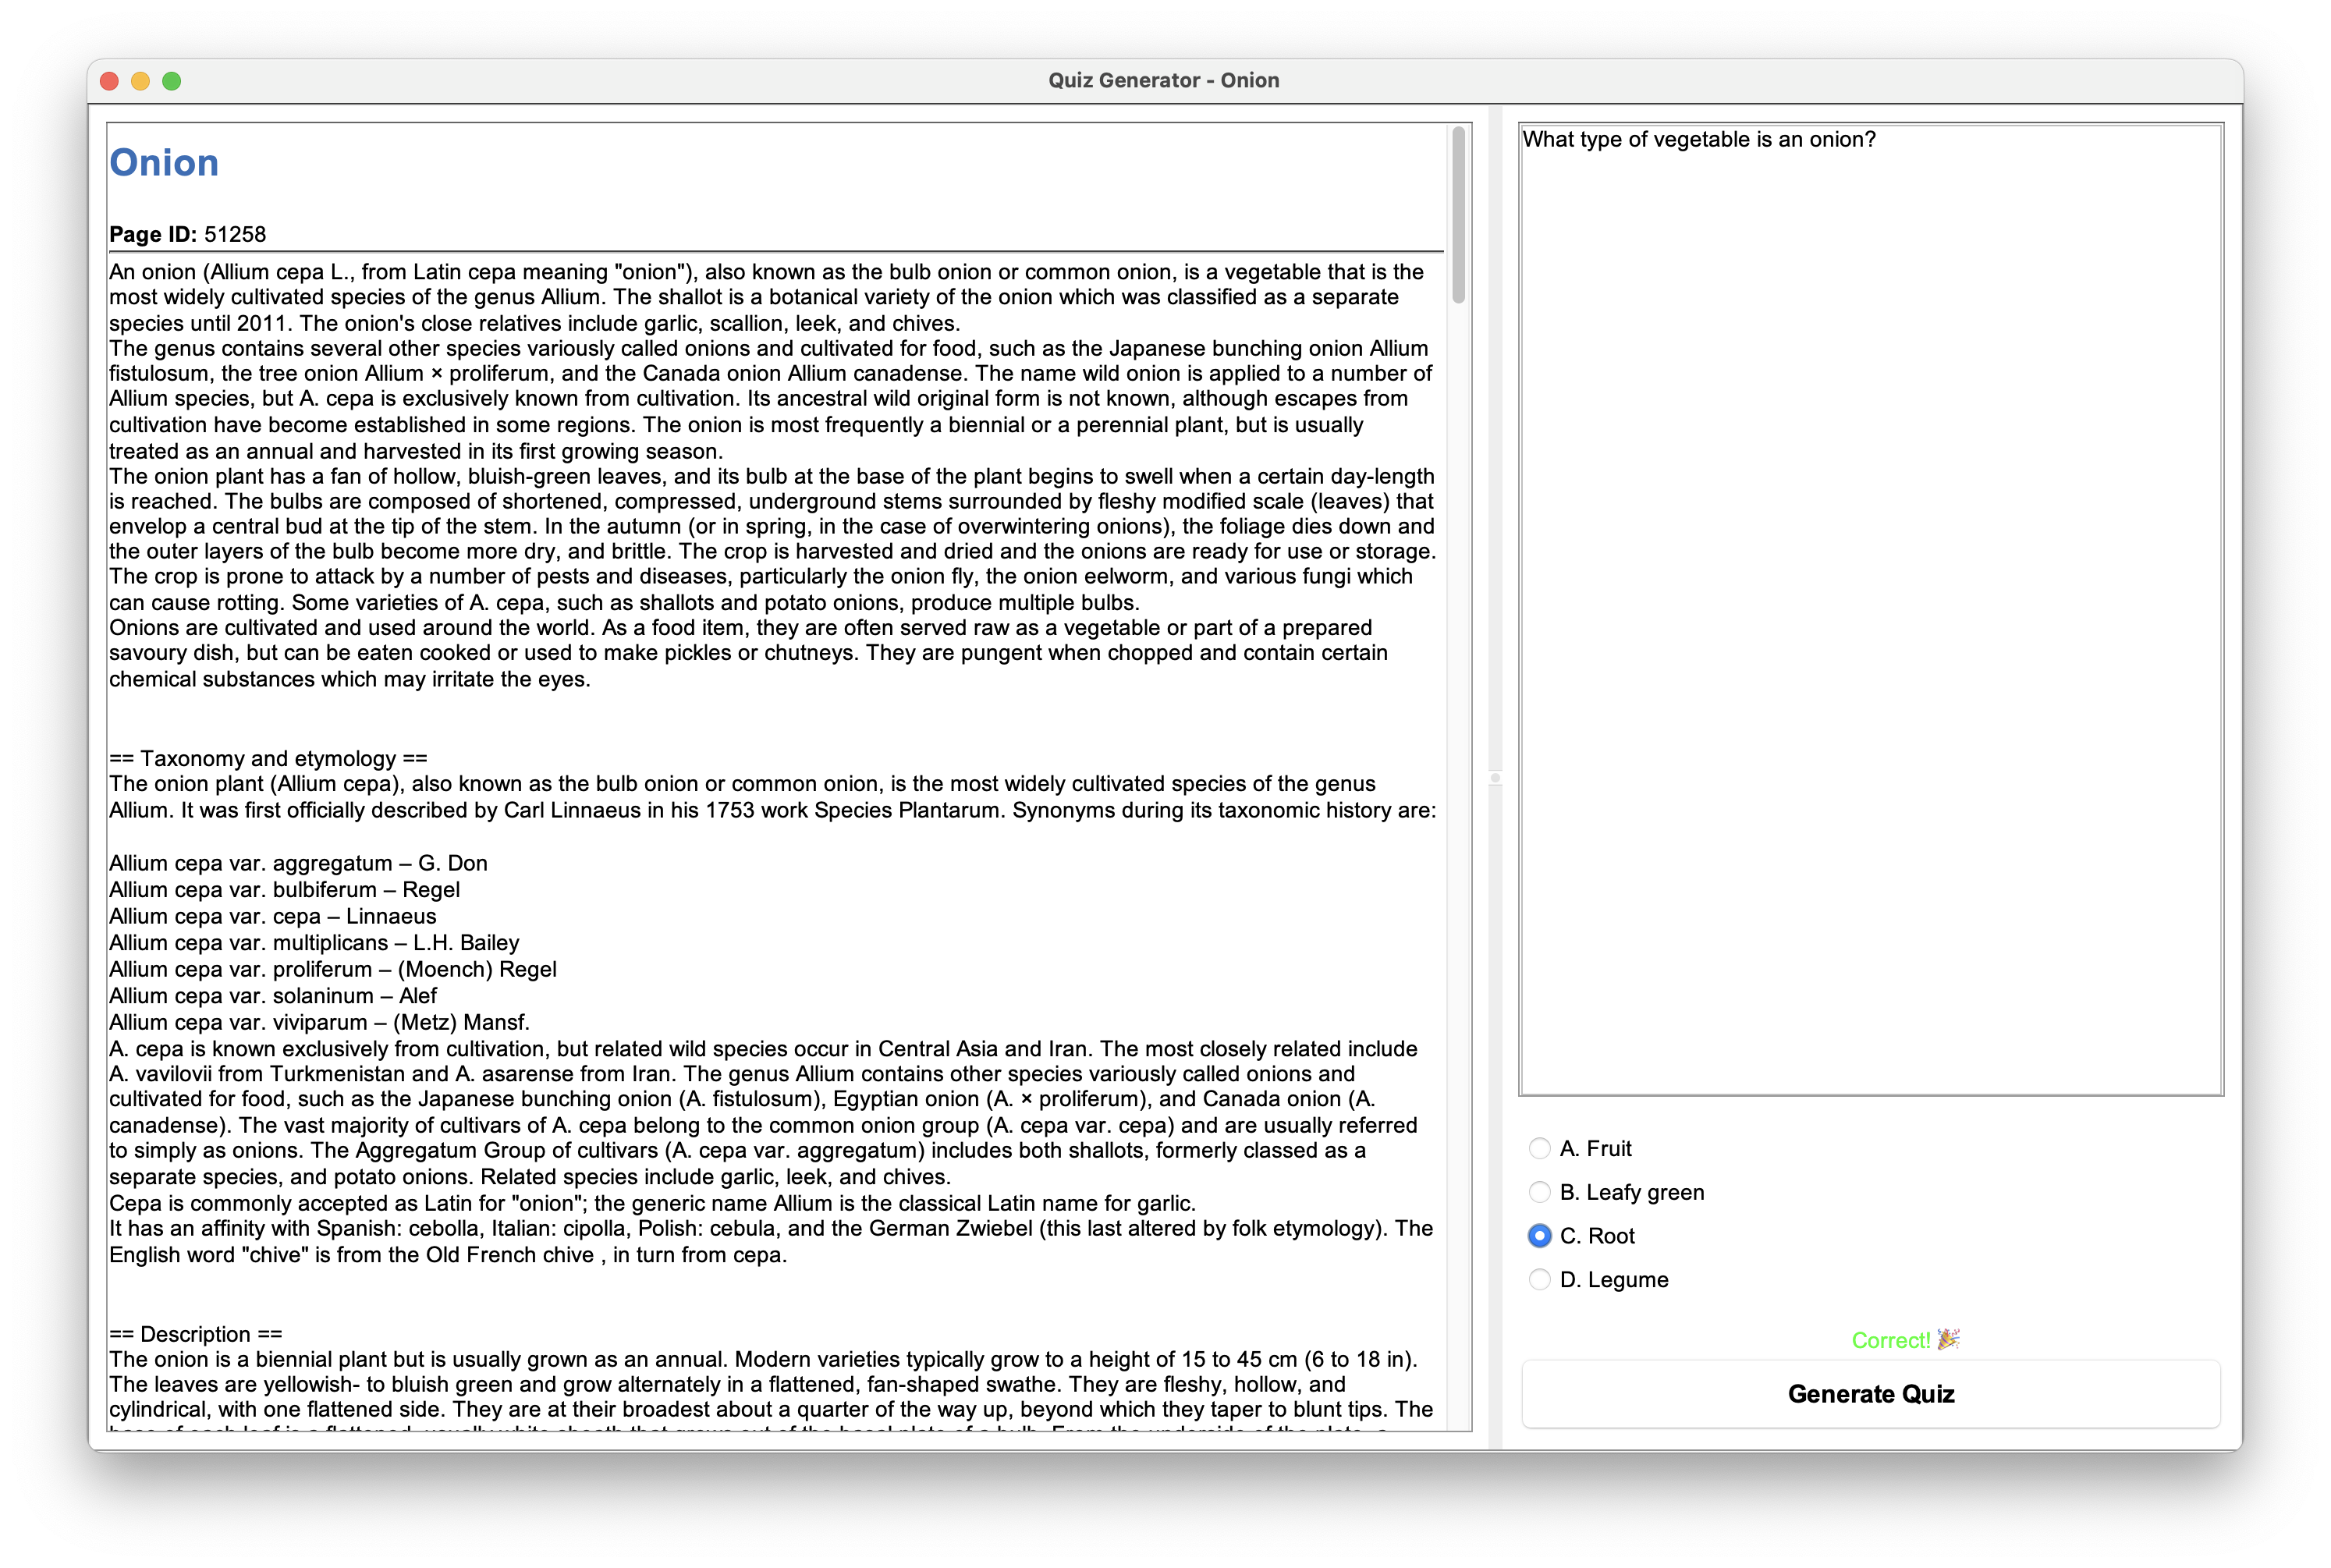 Quiz Generator - Onion
Onion
Page ID: 51258
An onion (Allium cepa L., from Latin cepa meaning "onion"), also known as the bulb onion or common onion, is a vegetable that is the
most widely cultivated species of the genus Allium. The shallot is a botanical variety of the onion which was classified as a separate
species until 2011. The onion's close relatives include garlic, scallion, leek, and chives.
The genus contains several other species variously called onions and cultivated for food, such as the Japanese bunching onion Allium
fistulosum, the tree onion Allium × proliferum, and the Canada onion Allium canadense. The name wild onion is applied to a number of
Allium species, but A. cepa is exclusively known from cultivation. Its ancestral wild original form is not known, although escapes from
cultivation have become established in some regions. The onion is most frequently a biennial or a perennial plant, but is usually
treated as an annual and harvested in its first growing season.
The onion plant has a fan of hollow, bluish-green leaves, and its bulb at the base of the plant begins to swell when a certain day-length
is reached. The bulbs are composed of shortened, compressed, underground stems surrounded by fleshy modified scale (leaves) that
envelop a central bud at the tip of the stem. In the autumn (or in spring, in the case of overwintering onions), the foliage dies down and
the outer layers of the bulb become more dry, and brittle. The crop is harvested and dried and the onions are ready for use or storage.
The crop is prone to attack by a number of pests and diseases, particularly the onion fly, the onion eelworm, and various fungi which
can cause rotting. Some varieties of A. cepa, such as shallots and potato onions, produce multiple bulbs.
Onions are cultivated and used around the world. As a food item, they are often served raw as a vegetable or part of a prepared
savoury dish, but can be eaten cooked or used to make pickles or chutneys. They are pungent when chopped and contain certain
chemical substances which may irritate the eyes.
== Taxonomy and etymology ==
The onion plant (Allium cepa), also known as the bulb onion or common onion, is the most widely cultivated species of the genus
Allium. It was first officially described by Carl Linnaeus in his 1753 work Species Plantarum. Synonyms during its taxonomic history are:
Allium cepa var. aggregatum – G. Don
Allium cepa var. bulbiferum – Regel
Allium cepa var. cepa – Linnaeus
Allium cepa var. multiplicans – L.H. Bailey
Allium cepa var. proliferum – (Moench) Regel
Allium cepa var. solaninum – Alef
Allium cepa var. viviparum – (Metz) Mansf.
A. cepa is known exclusively from cultivation, but related wild species occur in Central Asia and Iran. The most closely related include
A. vavilovii from Turkmenistan and A. asarense from Iran. The genus Allium contains other species variously called onions and
cultivated for food, such as the Japanese bunching onion (A. fistulosum), Egyptian onion (A. × proliferum), and Canada onion (A.
canadense). The vast majority of cultivars of A. cepa belong to the common onion group (A. cepa var. cepa) and are usually referred
to simply as onions. The Aggregatum Group of cultivars (A. cepa var. aggregatum) includes both shallots, formerly classed as a
separate species, and potato onions. Related species include garlic, leek, and chives.
Cepa is commonly accepted as Latin for "onion"; the generic name Allium is the classical Latin name for garlic.
It has an affinity with Spanish: cebolla, Italian: cipolla, Polish: cebula, and the German Zwiebel (this last altered by folk etymology). The
English word "chive" is from the Old French chive , in turn from cepa.
== Description ==
The onion is a biennial plant but is usually grown as an annual. Modern varieties typically grow to a height of 15 to 45 cm (6 to 18 in).
The leaves are yellowish- to bluish green and grow alternately in a flattened, fan-shaped swathe. They are fleshy, hollow, and
cylindrical, with one flattened side. They are at their broadest about a quarter of the way up, beyond which they taper to blunt tips. The
What type of vegetable is an onion?
A. Fruit
B. Leafy green
C. Root
D. Legume
Correct! 🎉
Generate Quiz